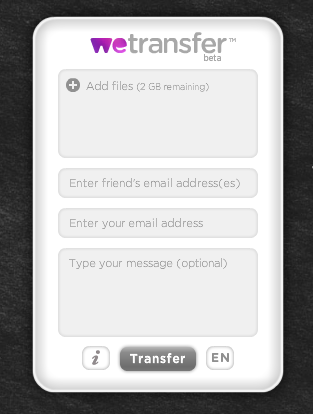 wetransfer™
beta
Add files (2 GB remaining)
Enter friend's email address(es)
Enter your email address
Type your message (optional)
i Transfer EN